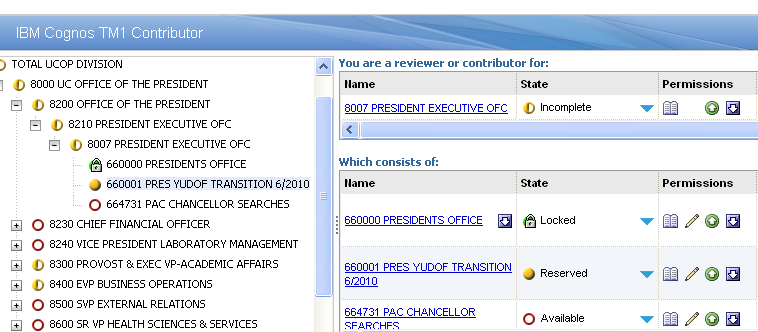 IBM Cognos TM1 Contributor
TOTAL UCOP DIVISION
8000 UC OFFICE OF THE PRESIDENT
8200 OFFICE OF THE PRESIDENT
8210 PRESIDENT EXECUTIVE OFC
8007 PRESIDENT EXECUTIVE OFC
660000 PRESIDENTS OFFICE
660001 PRES YUDOF TRANSITION 6/2010
664731 PAC CHANCELLOR SEARCHES
8230 CHIEF FINANCIAL OFFICER
8240 VICE PRESIDENT LABORATORY MANAGEMENT
8300 PROVOST & EXEC VP-ACADEMIC AFFAIRS
8400 EVP BUSINESS OPERATIONS
8500 SVP EXTERNAL RELATIONS
8600 SR VP HEALTH SCIENCES & SERVICES
You are a reviewer or contributor for:
Name State Permissions
8007 PRESIDENT EXECUTIVE OFC Incomplete
Which consists of:
Name State Permissions
660000 PRESIDENTS OFFICE Locked
660001 PRES YUDOF TRANSITION
6/2010 Reserved
664731 PAC CHANCELLOR
SEARCHES Available